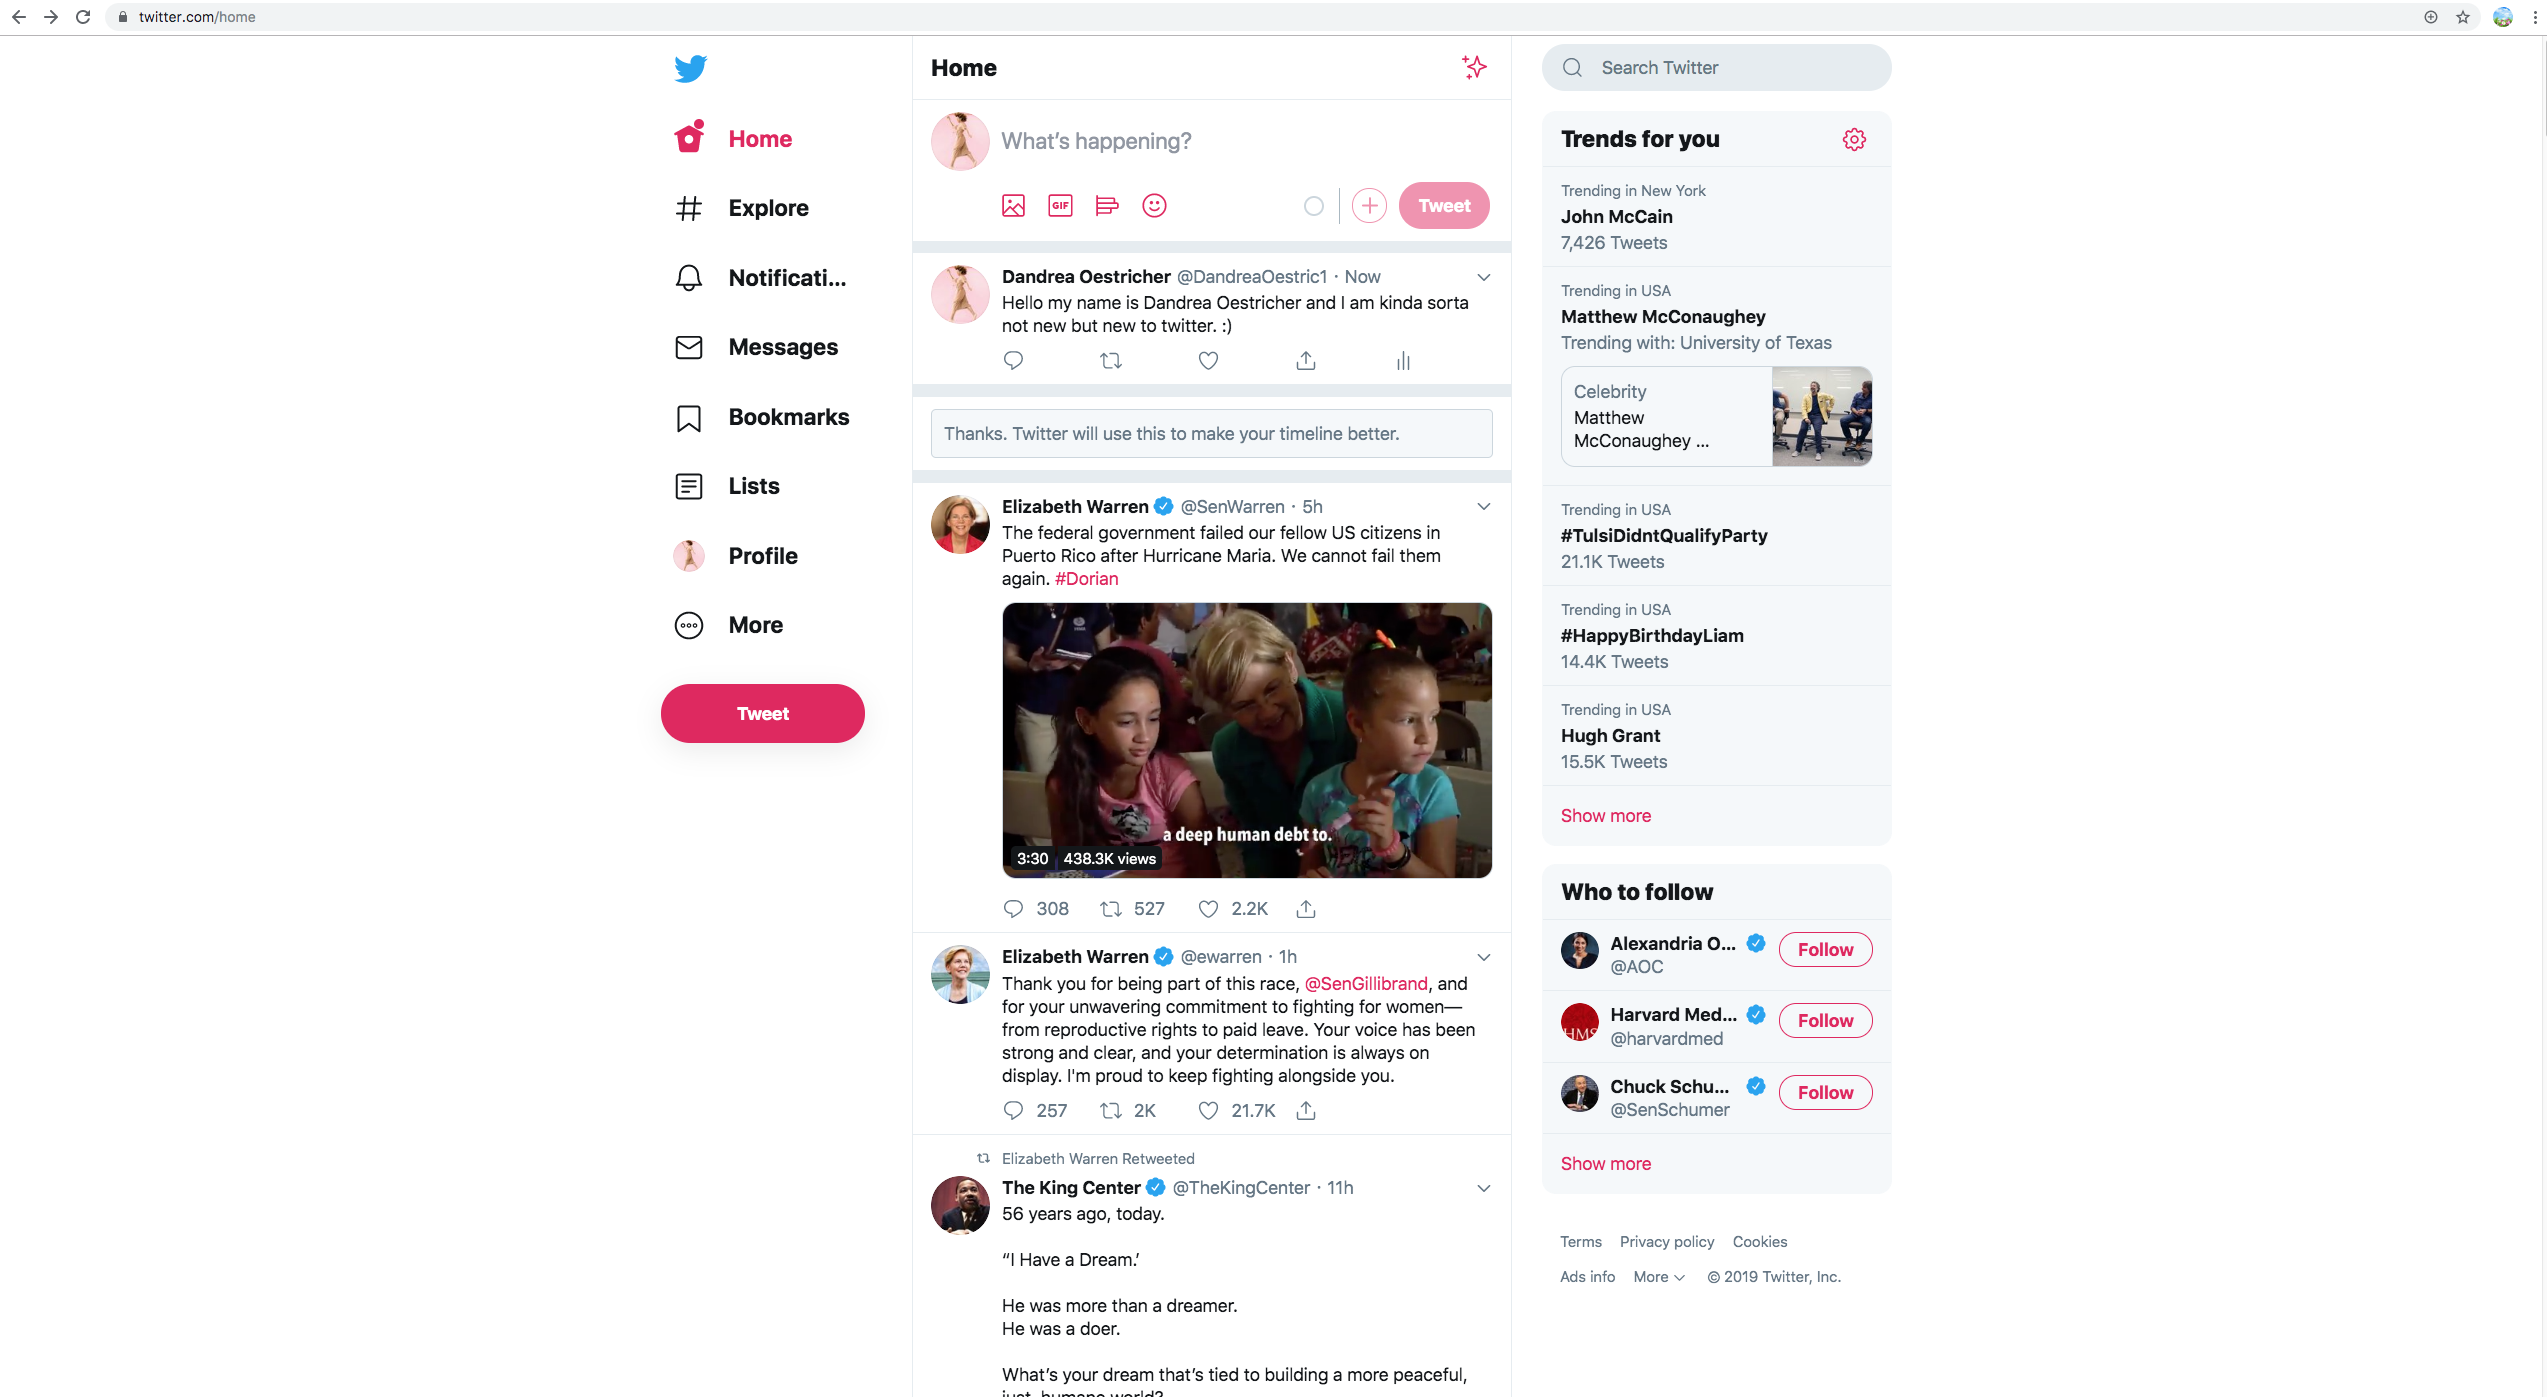 twitter.com/home
Home
Explore
Notificati...
Messages
Bookmarks
Lists
Profile
More
Tweet
Home
What's happening?
GIF
Tweet
Dandrea Oestricher @DandreaOestric1 · Now
Hello my name is Dandrea Oestricher and I am kinda sorta
not new but new to twitter. :)
Thanks. Twitter will use this to make your timeline better.
Elizabeth Warren @SenWarren · 5h
The federal government failed our fellow US citizens in
Puerto Rico after Hurricane Maria. We cannot fail them
again. #Dorian
a deep human debt to.
3:30 438.3K views
308 527 2.2K
Elizabeth Warren @ewarren · 1h
Thank you for being part of this race, @SenGillibrand, and
for your unwavering commitment to fighting for women—
from reproductive rights to paid leave. Your voice has been
strong and clear, and your determination is always on
display. I'm proud to keep fighting alongside you.
257 2K 21.7K
Elizabeth Warren Retweeted
The King Center @TheKingCenter · 11h
56 years ago, today.
“I Have a Dream.’
He was more than a dreamer.
He was a doer.
What’s your dream that’s tied to building a more peaceful,
just, humane world?
Search Twitter
Trends for you
Trending in New York
John McCain
7,426 Tweets
Trending in USA
Matthew McConaughey
Trending with: University of Texas
Celebrity
Matthew
McConaughey ...
Trending in USA
#TulsiDidntQualifyParty
21.1K Tweets
Trending in USA
#HappyBirthdayLiam
14.4K Tweets
Trending in USA
Hugh Grant
15.5K Tweets
Show more
Who to follow
Alexandria O...
@AOC
Follow
HMS
Harvard Med...
@harvardmed
Follow
Chuck Schu...
@SenSchumer
Follow
Show more
Terms Privacy policy Cookies
Ads info More © 2019 Twitter, Inc.